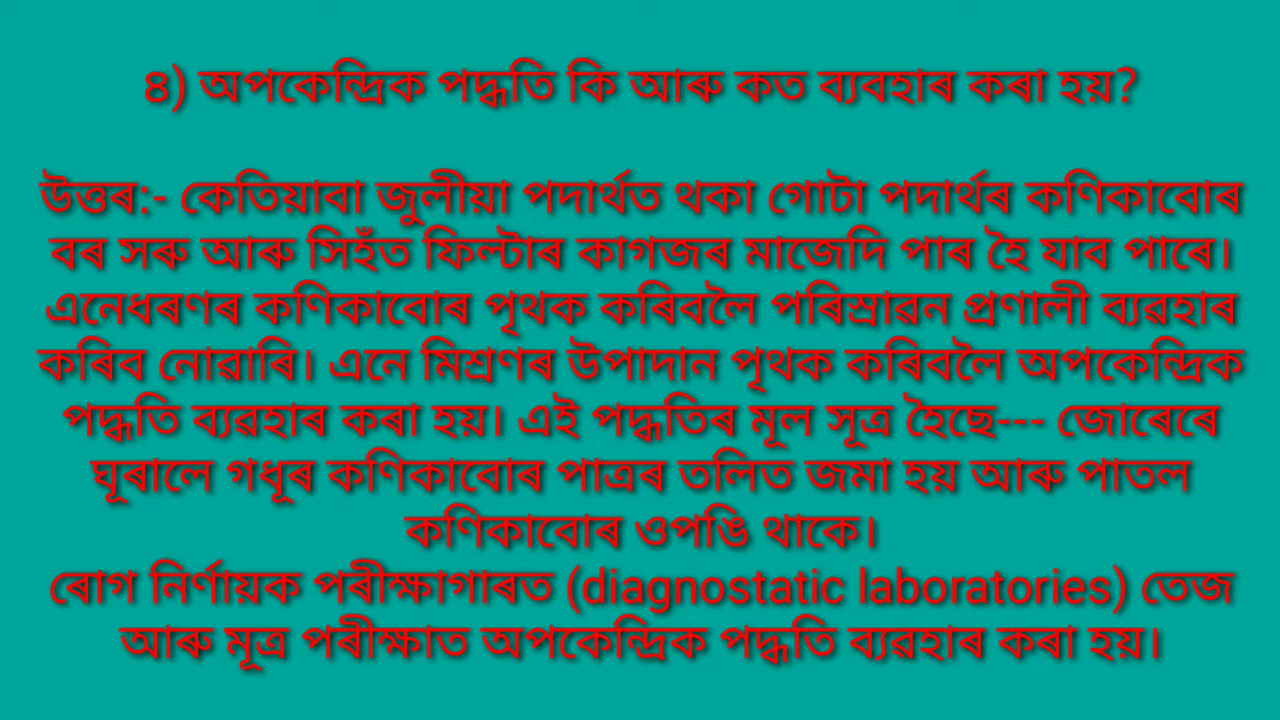 ৪) অপকেন্দ্ৰিক পদ্ধতি কি আৰু কত ব্যবহাৰ কৰা হয়?
উত্তৰ:- কেতিয়াবা জুলীয়া পদাৰ্থত থকা গোটা পদাৰ্থৰ কণিকাবোৰ
বৰ সৰু আৰু সিহঁত ফিল্টাৰ কাগজৰ মাজেদি পাৰ হৈ যাব পাৰে।
এনেধৰণৰ কণিকাবোৰ পৃথক কৰিবলৈ পৰিস্ৰাৱন প্ৰণালী ব্যৱহাৰ
কৰিব নোৱাৰি। এনে মিশ্ৰণৰ উপাদান পৃথক কৰিবলৈ অপকেন্দ্ৰিক
পদ্ধতি ব্যৱহাৰ কৰা হয়। এই পদ্ধতিৰ মূল সূত্ৰ হৈছে--- জোৰেৰে
ঘূৰালে গধূৰ কণিকাবোৰ পাত্ৰৰ তলিত জমা হয় আৰু পাতল
কণিকাবোৰ ওপঙি থাকে।
ৰোগ নিৰ্ণায়ক পৰীক্ষাগাৰত (diagnostatic laboratories) তেজ
আৰু মূত্ৰ পৰীক্ষাত অপকেন্দ্ৰিক পদ্ধতি ব্যৱহাৰ কৰা হয়।